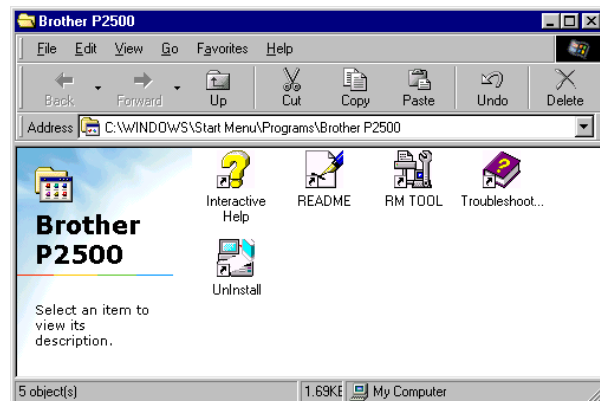 Brother P2500
File Edit View Go Favorites Help
Back Forward Up Cut Copy Paste Undo Delete
Address C:\WINDOWS\Start Menu\Programs\Brother P2500
Brother
P2500
Select an item to
view its
description.
Interactive
Help
README
RM TOOL
Troubleshoot...
UnInstall
5 object(s) 1.69KE My Computer